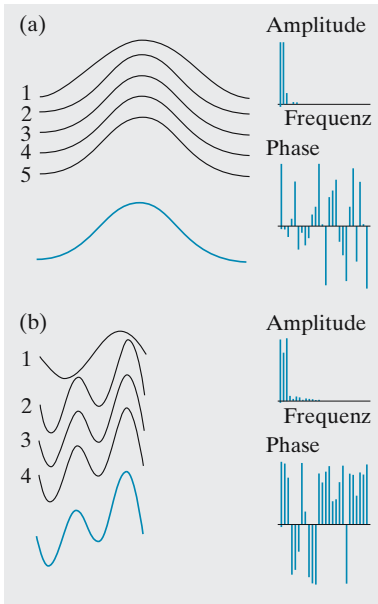 (a)
Amplitude
Frequenz
Phase
1
2
3
4
5
(b)
Amplitude
Frequenz
Phase
1
2
3
4